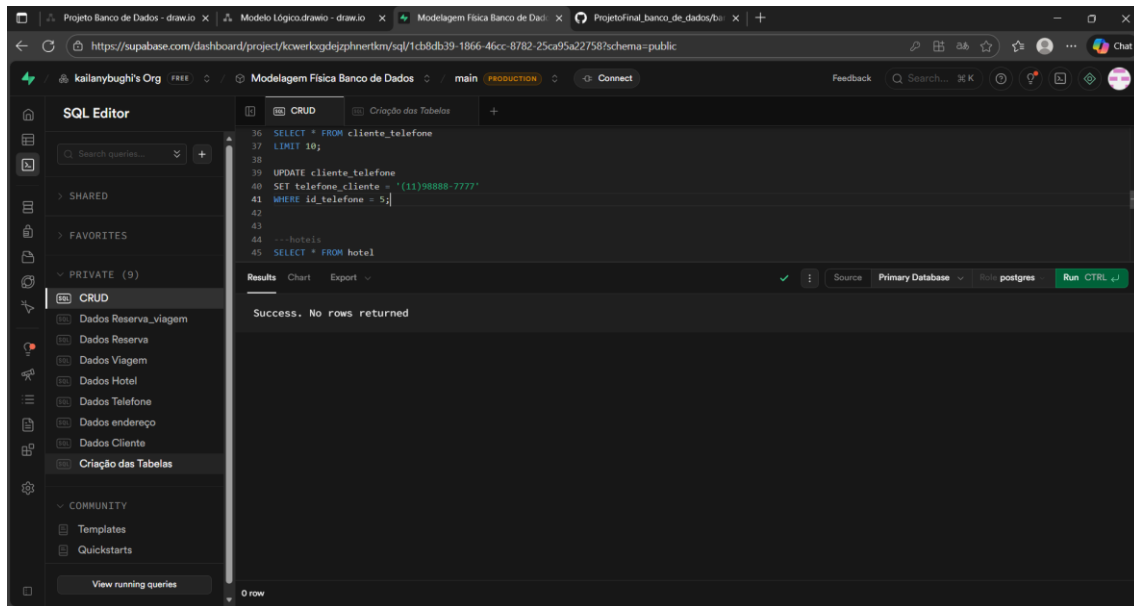 Projeto Banco de Dados - draw.io
Modelo Lógico.drawio - draw.io
Modelagem Física Banco de Dad
ProjetoFinal_banco_de_dados/ba
https://supabase.com/dashboard/project/kcwerkxgdejzphnertkm/sql/1cb8db39-1866-46cc-8782-25ca95a22758?schema=public
Chat
kailanybughi's Org FREE / Modelagem Física Banco de Dados / main PRODUCTION Connect
Feedback Search... ⌘K
SQL Editor
Search queries...
SHARED
FAVORITES
PRIVATE (9)
CRUD
Dados Reserva_viagem
Dados Reserva
Dados Viagem
Dados Hotel
Dados Telefone
Dados endereço
Dados Cliente
Criação das Tabelas
COMMUNITY
Templates
Quickstarts
View running queries
CRUD
Criação das Tabelas
36 SELECT * FROM cliente_telefone
37 LIMIT 10;
38
39 UPDATE cliente_telefone
40 SET telefone_cliente = '(11)98888-7777'
41 WHERE id_telefone = 5;
42
43
44 ---hoteis
45 SELECT * FROM hotel
Results Chart Export
Source Primary Database Role postgres Run CTRL ↵
Success. No rows returned
0 row